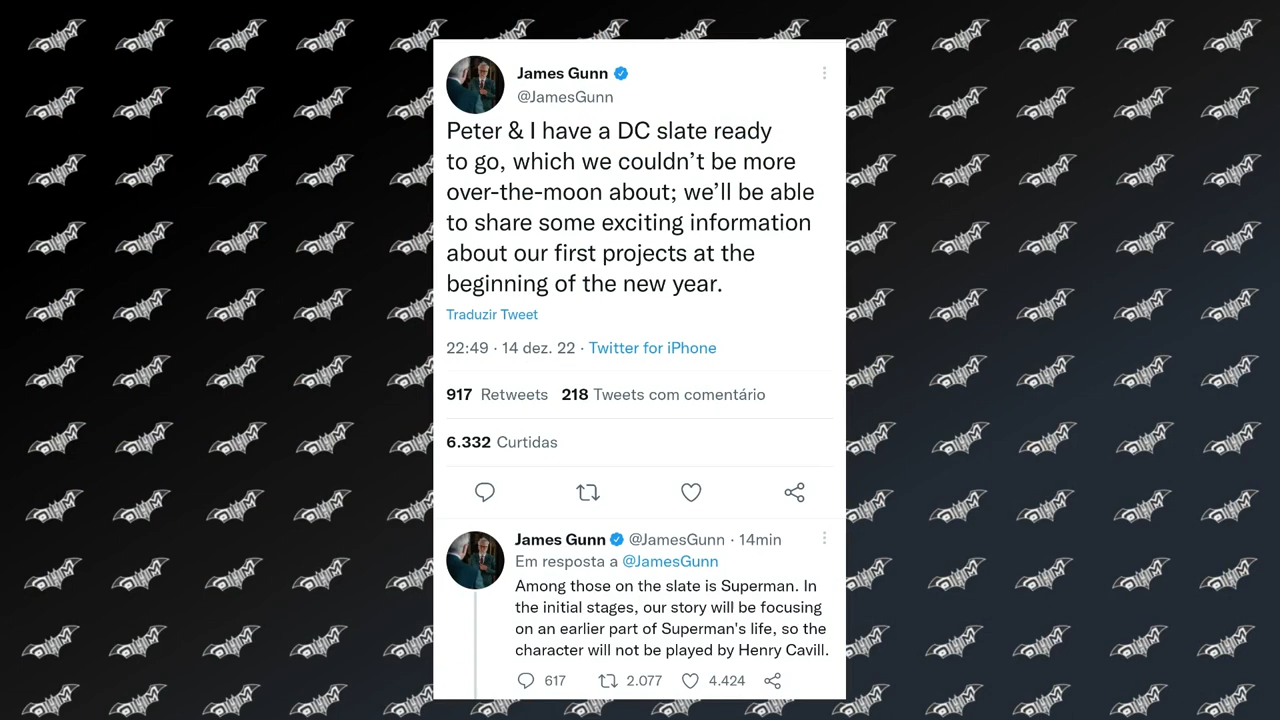 James Gunn
@JamesGunn
Peter & I have a DC slate ready
to go, which we couldn’t be more
over-the-moon about; we’ll be able
to share some exciting information
about our first projects at the
beginning of the new year.
Traduzir Tweet
22:49 · 14 dez. 22 · Twitter for iPhone
917 Retweets 218 Tweets com comentário
6.332 Curtidas
James Gunn @JamesGunn · 14min
Em resposta a @JamesGunn
Among those on the slate is Superman. In
the initial stages, our story will be focusing
on an earlier part of Superman's life, so the
character will not be played by Henry Cavill.
617 2.077 4.424